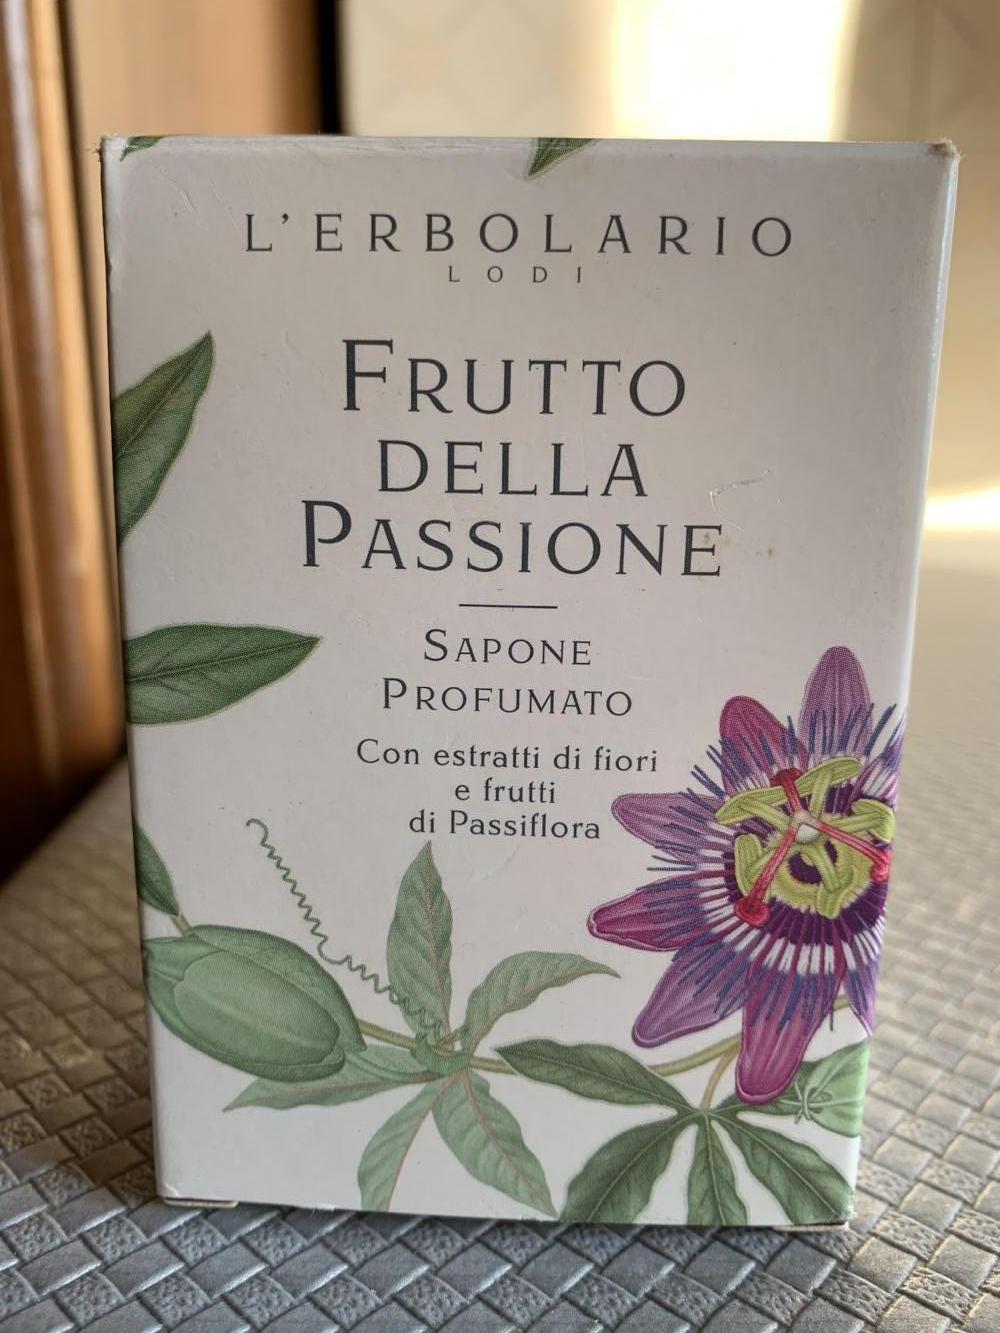 L'ERBOLARIO
LODI
FRUTTO
DELLA
PASSIONE
SAPONE
PROFUMATO
Con estratti di fiori
e frutti
di Passiflora